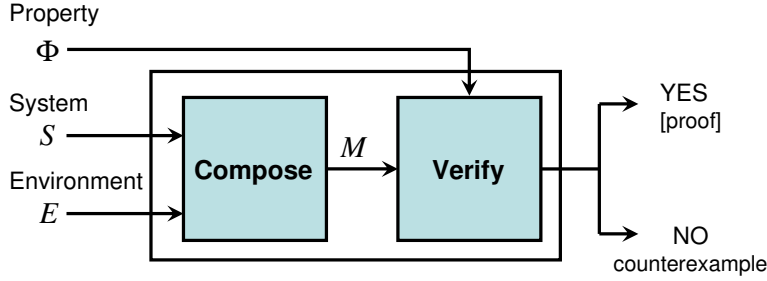 Property
Φ
System
S
Environment
E
Compose
M
Verify
YES
[proof]
NO
counterexample